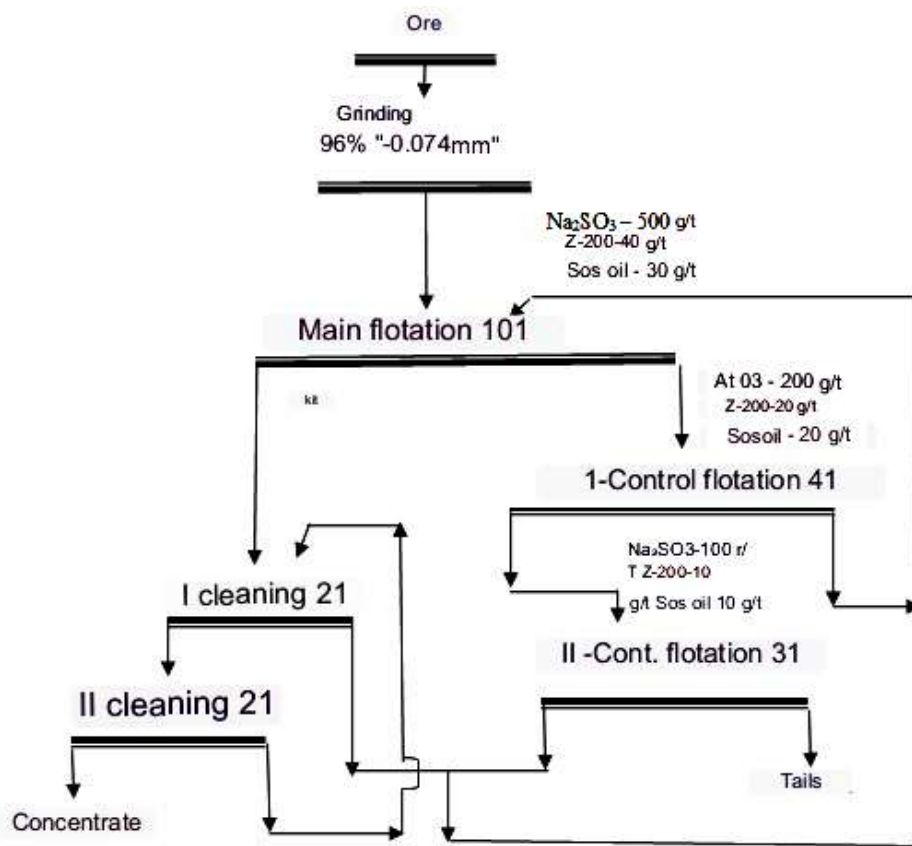 Ore
Grinding
96% "-0.074mm"
Na₂SO₃ – 500 g/t
Z-200-40 g/t
Sos oil - 30 g/t
Main flotation 101
kit
At 03 - 200 g/t
Z-200-20 g/t
Sosoil - 20 g/t
1-Control flotation 41
Na₂SO3-100 r/
T Z-200-10
g/t Sos oil 10 g/t
I cleaning 21
II -Cont. flotation 31
II cleaning 21
Tails
Concentrate